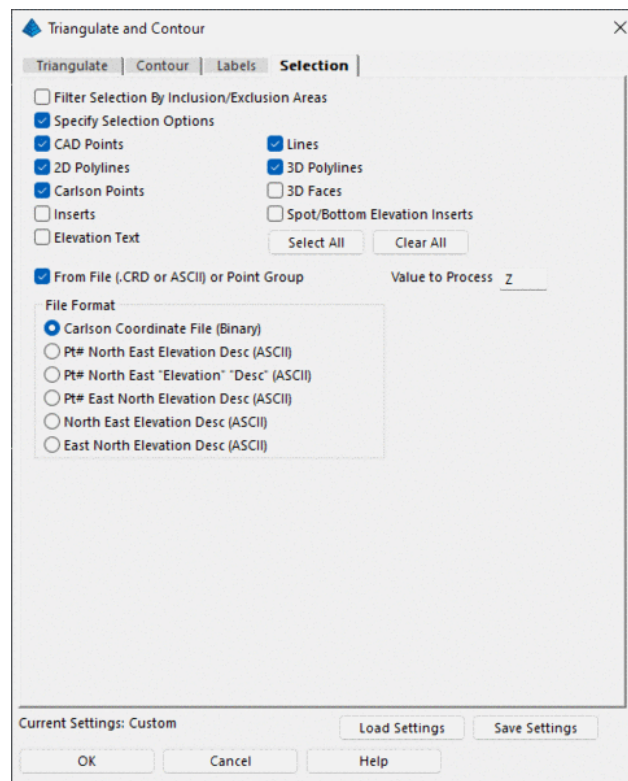 Triangulate and Contour
Triangulate Contour Labels Selection
Filter Selection By Inclusion/Exclusion Areas
Specify Selection Options
CAD Points Lines
2D Polylines 3D Polylines
Carlson Points 3D Faces
Inserts Spot/Bottom Elevation Inserts
Elevation Text Select All Clear All
From File (.CRD or ASCII) or Point Group Value to Process Z
File Format
Carlson Coordinate File (Binary)
Pt# North East Elevation Desc (ASCII)
Pt# North East "Elevation" "Desc" (ASCII)
Pt# East North Elevation Desc (ASCII)
North East Elevation Desc (ASCII)
East North Elevation Desc (ASCII)
Current Settings: Custom Load Settings Save Settings
OK Cancel Help